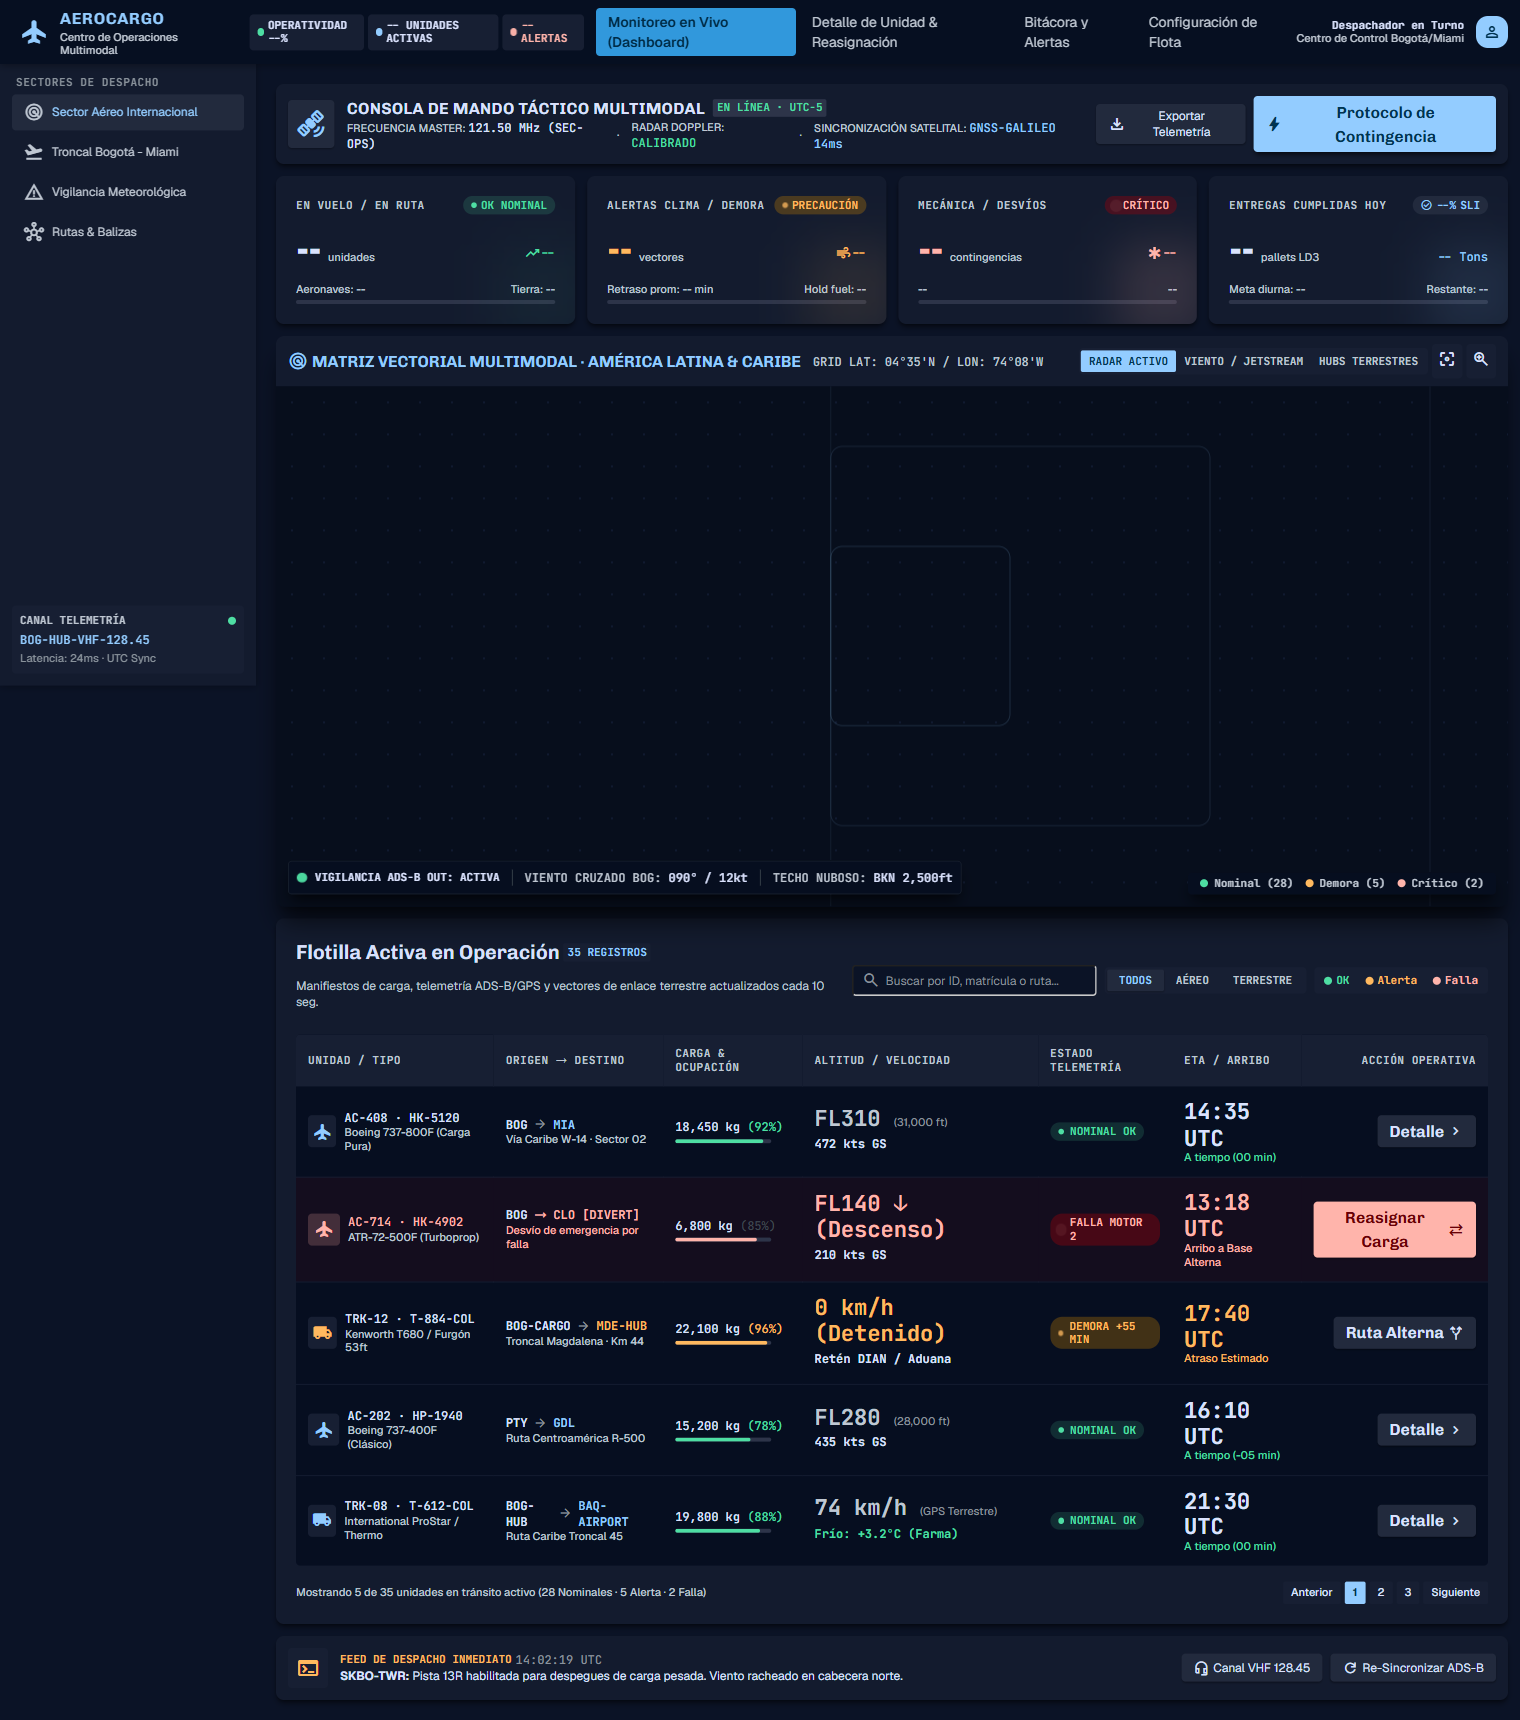 AEROCARGO
Centro de Operaciones
Multimodal
OPERATIVIDAD
--%
-- UNIDADES
ACTIVAS
--
ALERTAS
Monitoreo en Vivo
(Dashboard)
Detalle de Unidad &
Reasignación
Bitácora y
Alertas
Configuración de
Flota
Despachador en Turno
Centro de Control Bogotá/Miami
SECTORES DE DESPACHO
Sector Aéreo Internacional
Troncal Bogotá - Miami
Vigilancia Meteorológica
Rutas & Balizas
CANAL TELEMETRÍA
BOG-HUB-VHF-128.45
Latencia: 24ms · UTC Sync
CONSOLA DE MANDO TÁCTICO MULTIMODAL
EN LÍNEA · UTC-5
FRECUENCIA MASTER: 121.50 MHz (SEC-
OPS)
·
RADAR DOPPLER:
CALIBRADO
·
SINCRONIZACIÓN SATELITAL: GNSS-GALILEO
14ms
Exportar
Telemetría
Protocolo de
Contingencia
EN VUELO / EN RUTA
OK NOMINAL
-- unidades
--
Aeronaves: --
Tierra: --
ALERTAS CLIMA / DEMORA
PRECAUCIÓN
-- vectores
--
Retraso prom: -- min
Hold fuel: --
MECÁNICA / DESVÍOS
CRÍTICO
-- contingencias
--
--
--
ENTREGAS CUMPLIDAS HOY
--% SLI
-- pallets LD3
-- Tons
Meta diurna: --
Restante: --
MATRIZ VECTORIAL MULTIMODAL · AMÉRICA LATINA & CARIBE
GRID LAT: 04°35'N / LON: 74°08'W
RADAR ACTIVO
VIENTO / JETSTREAM
HUBS TERRESTRES
VIGILANCIA ADS-B OUT: ACTIVA
VIENTO CRUZADO BOG: 090° / 12kt
TECHO NUBOSO: BKN 2,500ft
Nominal (28)
Demora (5)
Crítico (2)
Flotilla Activa en Operación
35 REGISTROS
Manifiestos de carga, telemetría ADS-B/GPS y vectores de enlace terrestre actualizados cada 10
seg.
Buscar por ID, matrícula o ruta...
TODOS
AÉREO
TERRESTRE
OK
Alerta
Falla
UNIDAD / TIPO
ORIGEN → DESTINO
CARGA &
OCUPACIÓN
ALTITUD / VELOCIDAD
ESTADO
TELEMETRÍA
ETA / ARRIBO
ACCIÓN OPERATIVA
AC-408 · HK-5120
Boeing 737-800F (Carga
Pura)
BOG → MIA
Vía Caribe W-14 · Sector 02
18,450 kg (92%)
FL310 (31,000 ft)
472 kts GS
NOMINAL OK
14:35
UTC
A tiempo (00 min)
Detalle
AC-714 · HK-4902
ATR-72-500F (Turboprop)
BOG → CLO [DIVERT]
Desvío de emergencia por
falla
6,800 kg (85%)
FL140 ↓
(Descenso)
210 kts GS
FALLA MOTOR
2
13:18
UTC
Arribo a Base
Alterna
Reasignar
Carga
TRK-12 · T-884-COL
Kenworth T680 / Furgón
53ft
BOG-CARGO → MDE-HUB
Troncal Magdalena · Km 44
22,100 kg (96%)
0 km/h
(Detenido)
Retén DIAN / Aduana
DEMORA +55
MIN
17:40
UTC
Atraso Estimado
Ruta Alterna
AC-202 · HP-1940
Boeing 737-400F
(Clásico)
PTY → GDL
Ruta Centroamérica R-500
15,200 kg (78%)
FL280 (28,000 ft)
435 kts GS
NOMINAL OK
16:10
UTC
A tiempo (-05 min)
Detalle
TRK-08 · T-612-COL
International ProStar /
Thermo
BOG-
HUB
→
BAQ-
AIRPORT
Ruta Caribe Troncal 45
19,800 kg (88%)
74 km/h (GPS Terrestre)
Frío: +3.2°C (Farma)
NOMINAL OK
21:30
UTC
A tiempo (00 min)
Detalle
Mostrando 5 de 35 unidades en tránsito activo (28 Nominales · 5 Alerta · 2 Falla)
Anterior
1
2
3
Siguiente
FEED DE DESPACHO INMEDIATO 14:02:19 UTC
SKBO-TWR: Pista 13R habilitada para despegues de carga pesada. Viento racheado en cabecera norte.
Canal VHF 128.45
Re-Sincronizar ADS-B